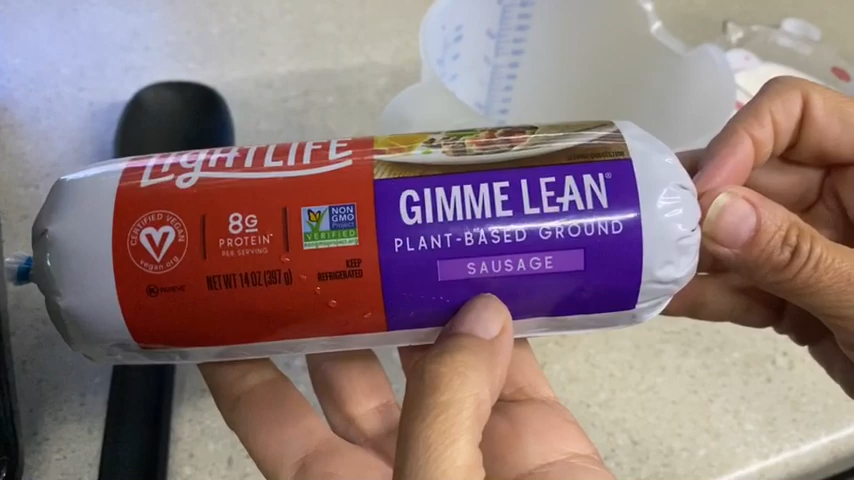 LIGHTLIFE
GIMME LEAN®
PLANT-BASED GROUND
SAUSAGE
CERTIFIED VEGAN
vegan.org
8G
PROTEIN
PER SERVING
NON
GMO
Project
VERIFIED
nongmoproject.org
KEEP
REFRIGERATED
NET WT 14 OZ (397 g)
K PAREVE